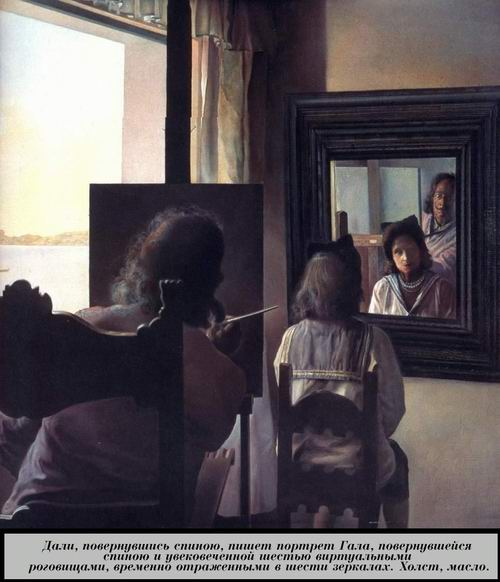 Дали, повернувшись спиною, пишет портрет Гала, повернувшейся
спиною и увековеченной шестью виртуальными
роговицами, временно отраженными в шести зеркалах. Холст, масло.